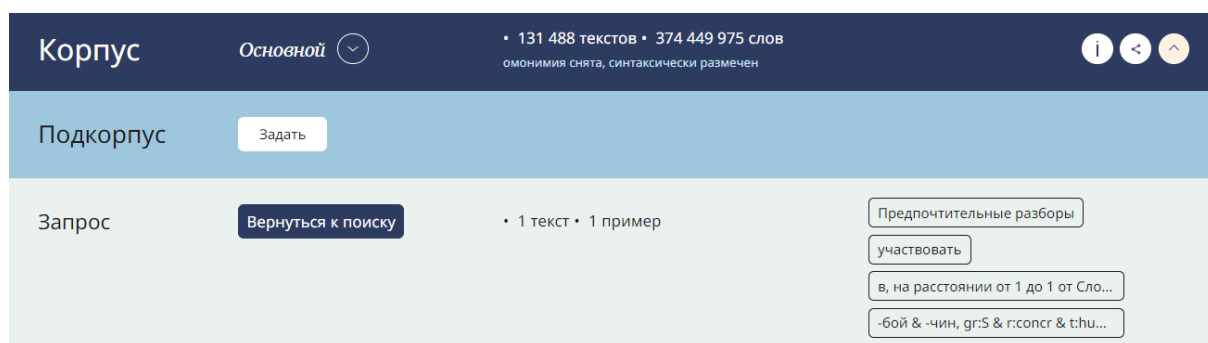 Корпус Основной • 131 488 текстов • 374 449 975 слов i
омонимия снята, синтаксически размечен
Подкорпус Задать
Запрос Вернуться к поиску • 1 текст • 1 пример Предпочтительные разборы
участвовать
в, на расстоянии от 1 до 1 от Сло...
-бой & -чин, gr:S & r:concr & t:hu...